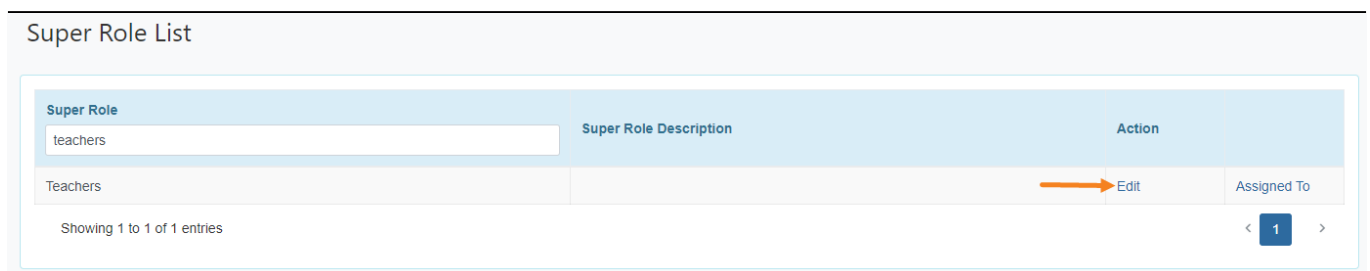 Super Role List
Super Role
teachers
Super Role Description
Action
Teachers
Edit
Assigned To
Showing 1 to 1 of 1 entries
< 1 >